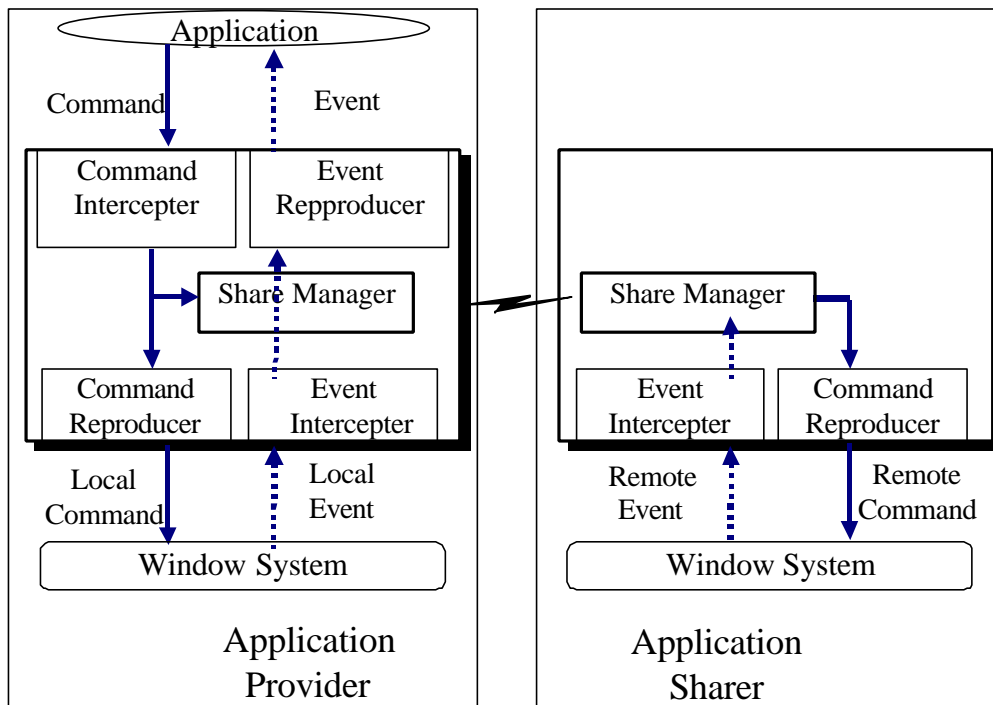 Application
Command
Event
Command
Intercepter
Event
Repproducer
Share Manager
Command
Reproducer
Event
Intercepter
Local
Command
Local
Event
Window System
Application
Provider
Share Manager
Event
Intercepter
Command
Reproducer
Remote
Event
Remote
Command
Window System
Application
Sharer